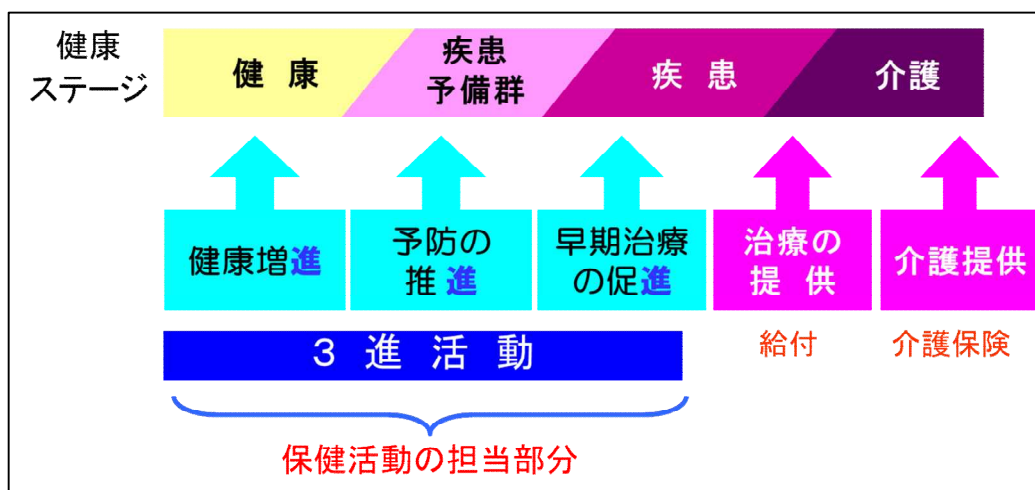 健康
ステージ
健 康
疾患
予備群
疾 患
介護
健康増進
予防の
推 進
早期治療
の促進
治療の
提 供
介護提供
3 進 活 動
給付
介護保険
保健活動の担当部分